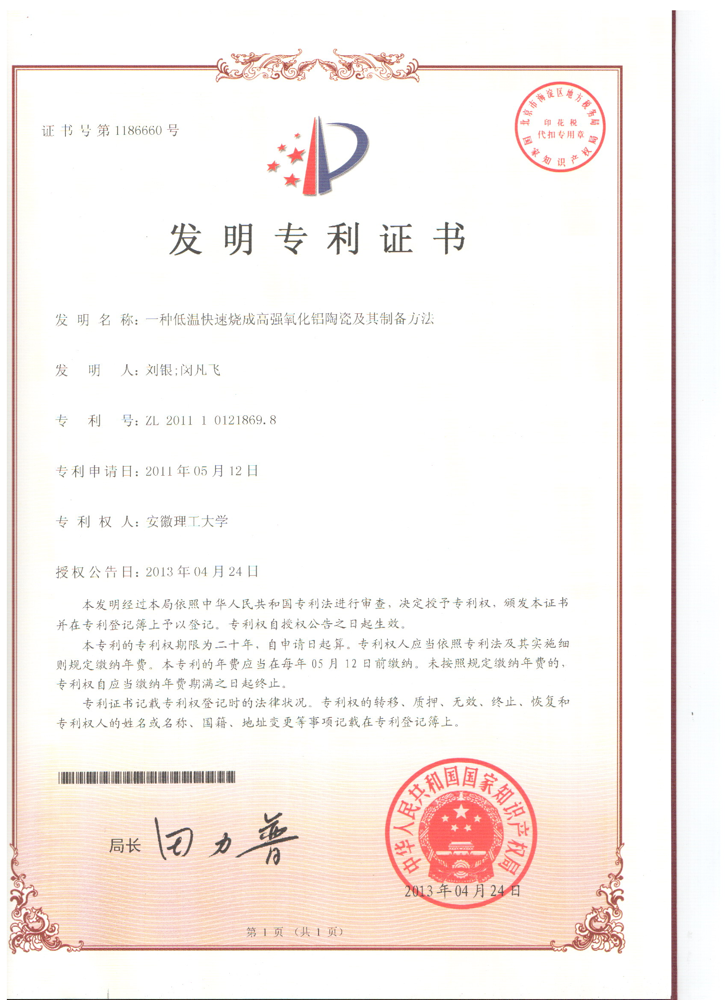 证书号第1186660号
北京市海淀区地方税务局
印花税
代扣专用章
国家知识产权局
发明专利证书
发明名称：一种低温快速烧成高强氧化铝陶瓷及其制备方法
发明人：刘银;闵凡飞
专利号：ZL 2011 1 0121869.8
专利申请日：2011年05月12日
专利权人：安徽理工大学
授权公告日：2013年04月24日
本发明经过本局依照中华人民共和国专利法进行审查，决定授予专利权，颁发本证书
并在专利登记簿上予以登记。专利权自授权公告之日起生效。
本专利的专利权期限为二十年，自申请日起算。专利权人应当依照专利法及其实施细
则规定缴纳年费。本专利的年费应当在每年05月12日前缴纳。未按照规定缴纳年费的，
专利权自应当缴纳年费期满之日起终止。
专利证书记载专利权登记时的法律状况。专利权的转移、质押、无效、终止、恢复和
专利权人的姓名或名称、国籍、地址变更等事项记载在专利登记簿上。
局长 田力普
中华人民共和国国家知识产权局
2013年04月24日
第1页（共1页）